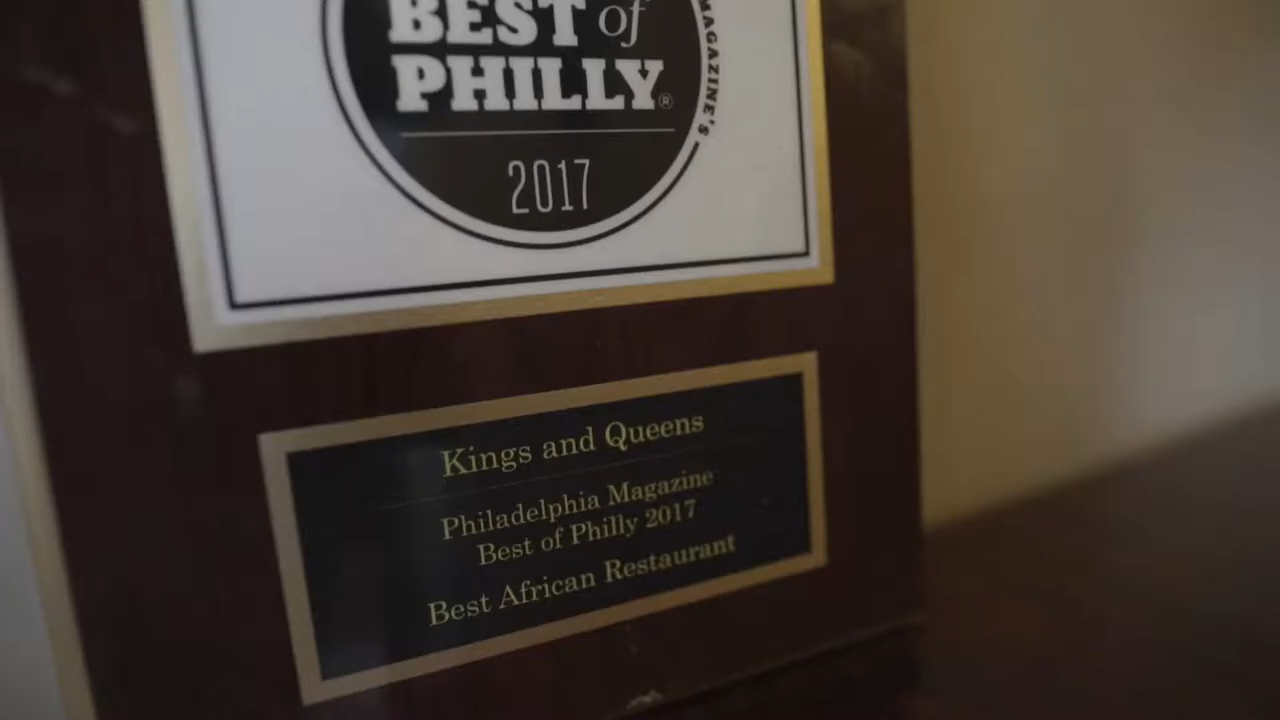 BEST of
PHILLY®
2017
MAGAZINE'S
Kings and Queens
Philadelphia Magazine
Best of Philly 2017
Best African Restaurant